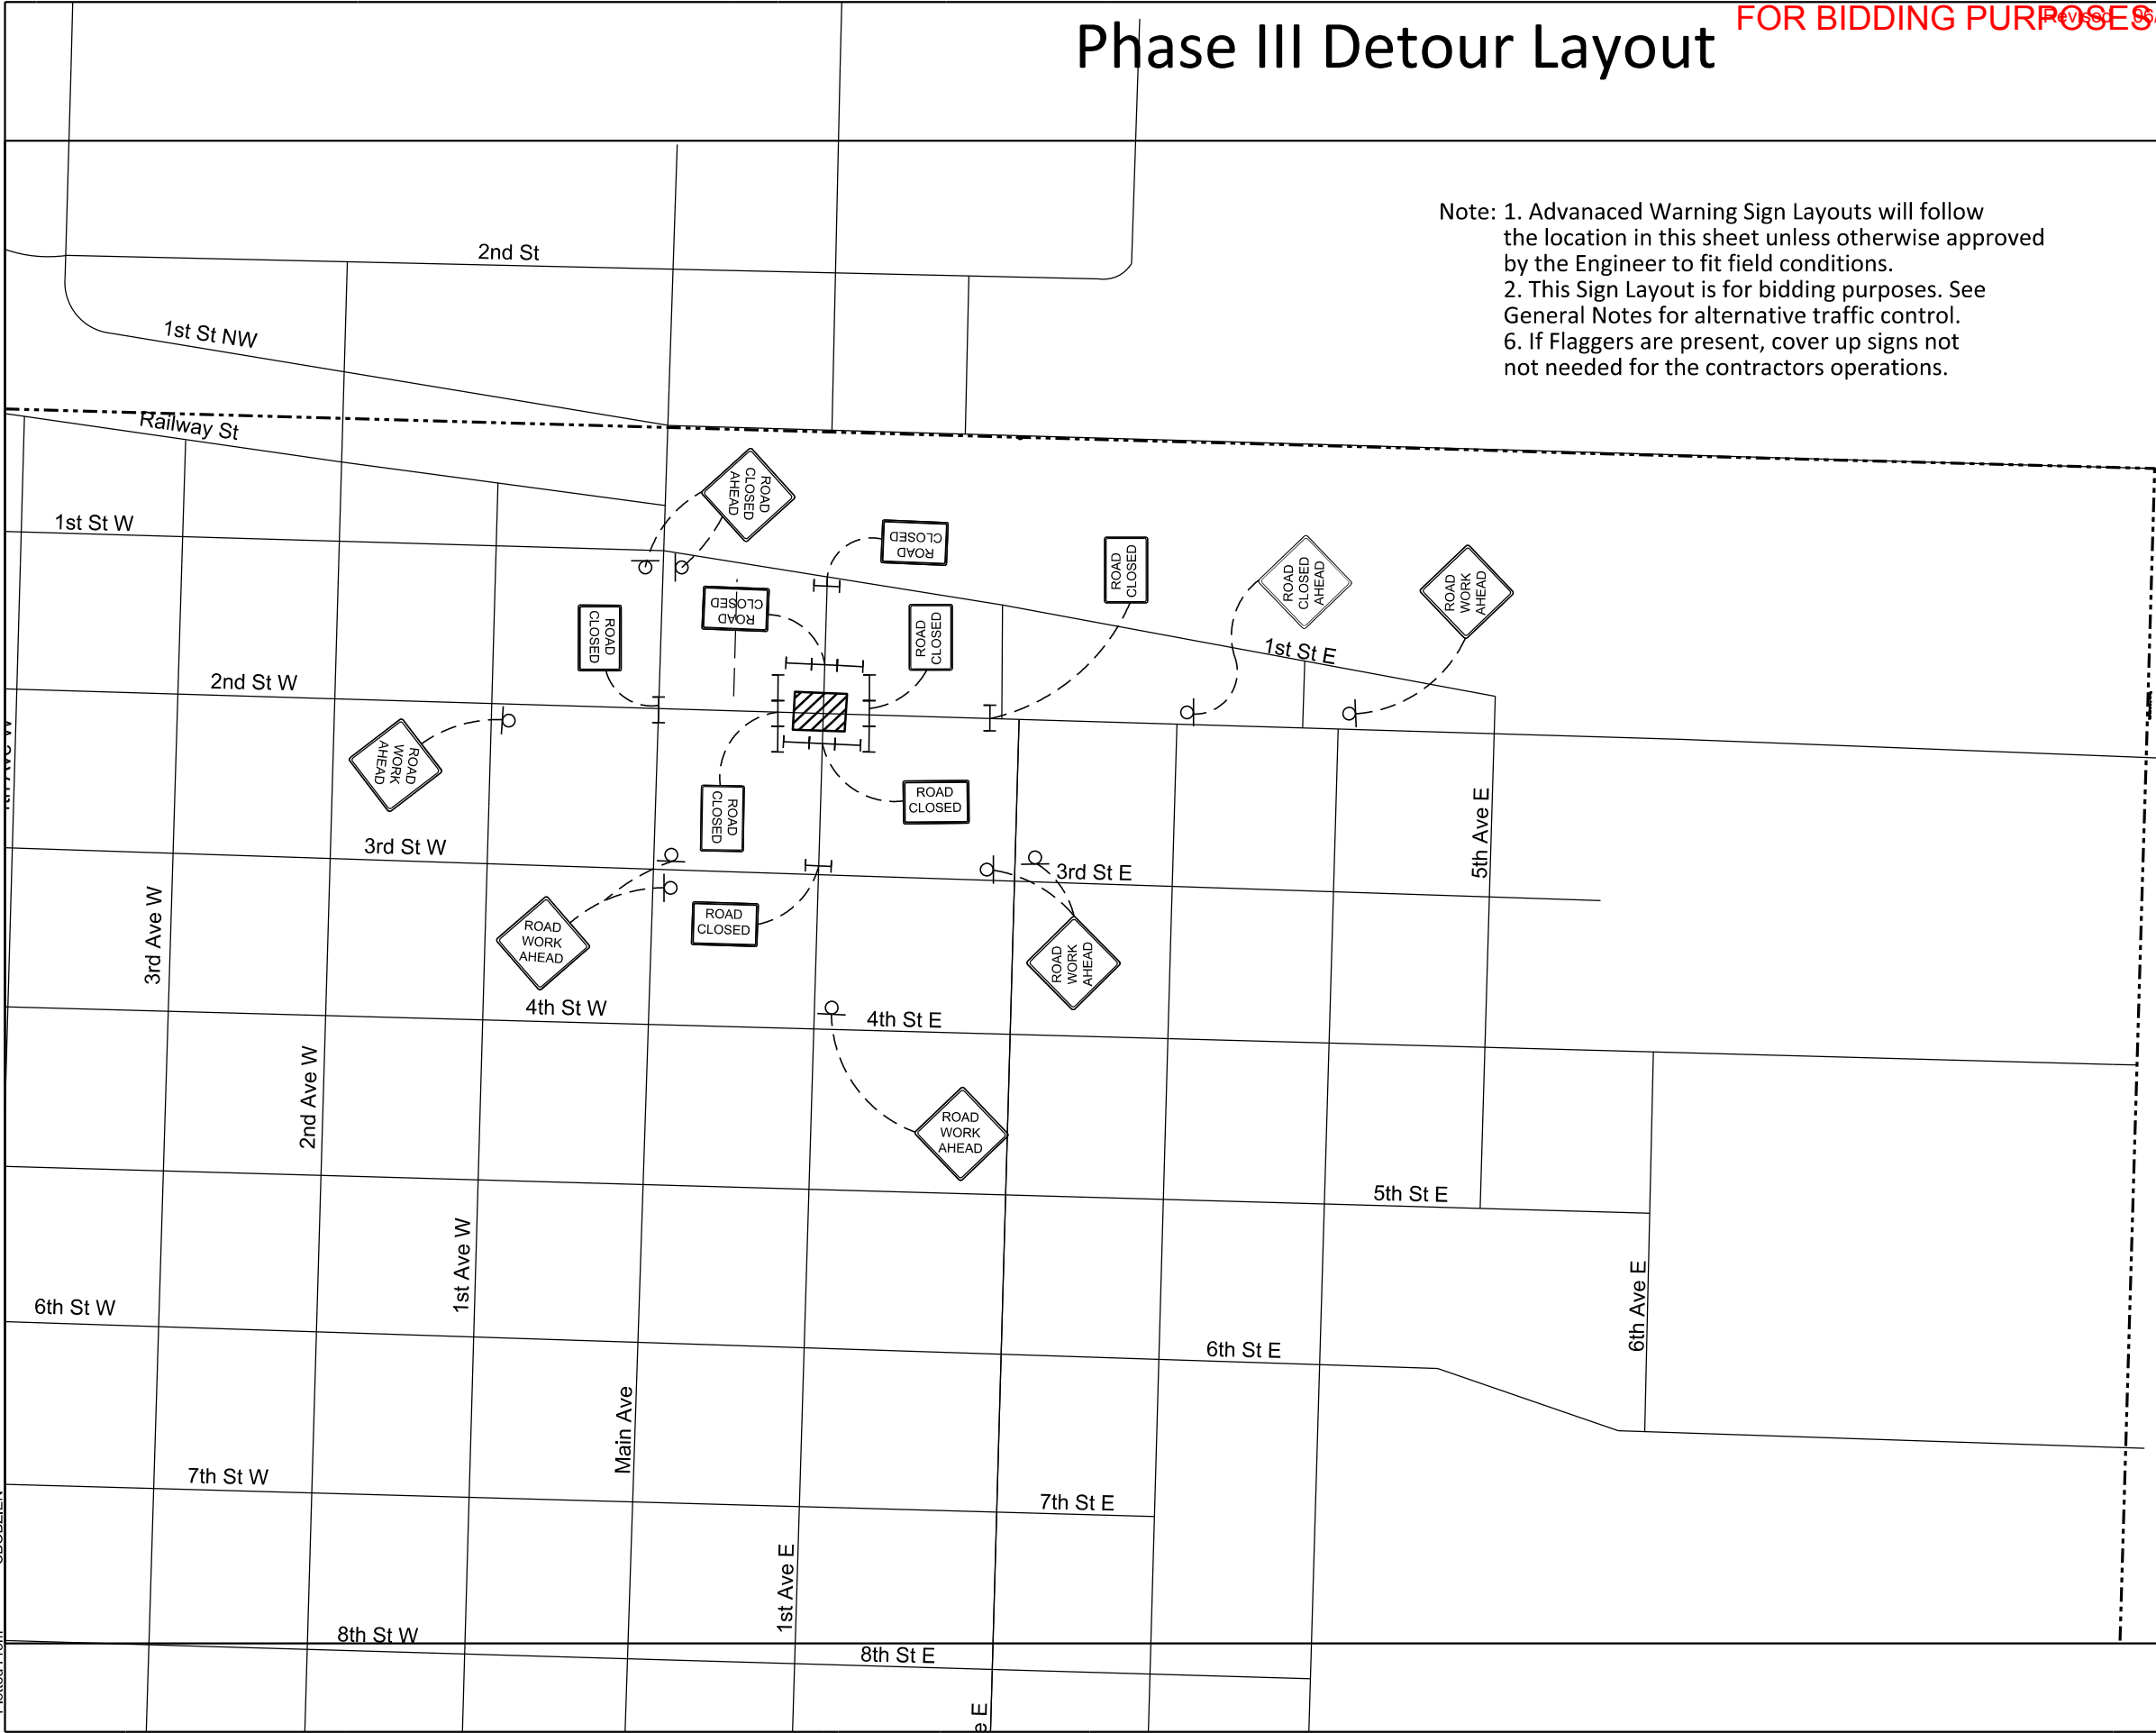 Phase III Detour Layout
FOR BIDDING PURPOSES
Revised
Note: 1. Advanaced Warning Sign Layouts will follow
the location in this sheet unless otherwise approved
by the Engineer to fit field conditions.
2. This Sign Layout is for bidding purposes. See
General Notes for alternative traffic control.
6. If Flaggers are present, cover up signs not
not needed for the contractors operations.
2nd St
1st St NW
Railway St
1st St W
ROAD
CLOSED
AHEAD
ROAD
CLOSED
ROAD
CLOSED
ROAD
CLOSED
AHEAD
ROAD
WORK
AHEAD
ROAD
CLOSED
ROAD
CLOSED
ROAD
CLOSED
1st St E
2nd St W
ROAD
WORK
AHEAD
ROAD
CLOSED
ROAD
CLOSED
5th Ave E
3rd St W
3rd St E
3rd Ave W
ROAD
WORK
AHEAD
ROAD
CLOSED
ROAD
WORK
AHEAD
4th St W
4th St E
2nd Ave W
ROAD
WORK
AHEAD
5th St E
1st Ave W
6th St W
6th St E
6th Ave E
Main Ave
7th St W
7th St E
1st Ave E
8th St W
8th St E
e E